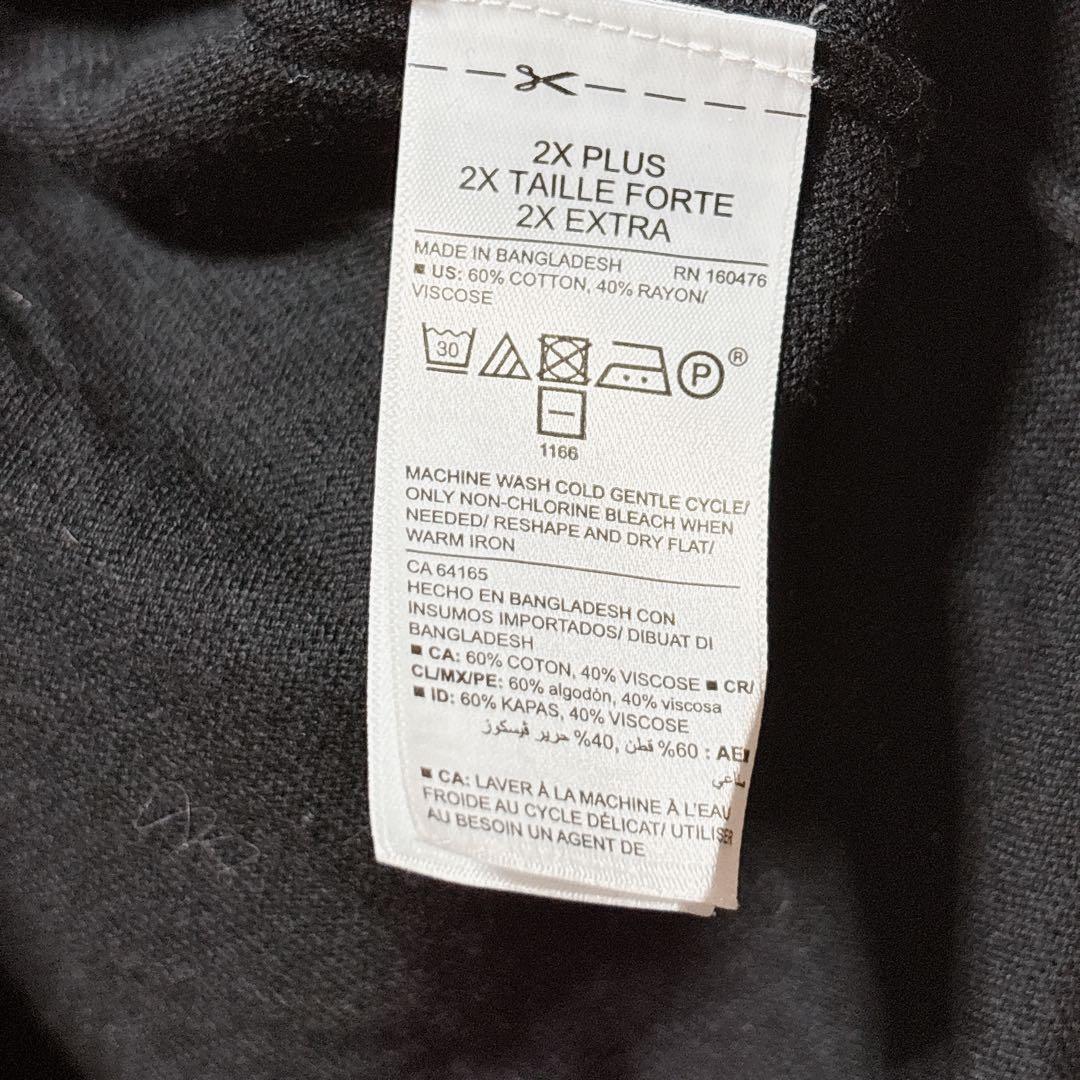 2X PLUS
2X TAILLE FORTE
2X EXTRA
MADE IN BANGLADESH RN 160476
■ US: 60% COTTON, 40% RAYON/
VISCOSE
30 P ®
1166
MACHINE WASH COLD GENTLE CYCLE/
ONLY NON-CHLORINE BLEACH WHEN
NEEDED/ RESHAPE AND DRY FLAT/
WARM IRON
CA 64165
HECHO EN BANGLADESH CON
INSUMOS IMPORTADOS/ DIBUAT DI
BANGLADESH
■ CA: 60% COTON, 40% VISCOSE ■ CR/
CL/MX/PE: 60% algodón, 40% viscosa
■ ID: 60% KAPAS, 40% VISCOSE
AE : 60% قطن, 40% حرير فيسكوز
■ CA: LAVER À LA MACHINE À L'EAU
FROIDE AU CYCLE DÉLICAT/ UTILISER
AU BESOIN UN AGENT DE